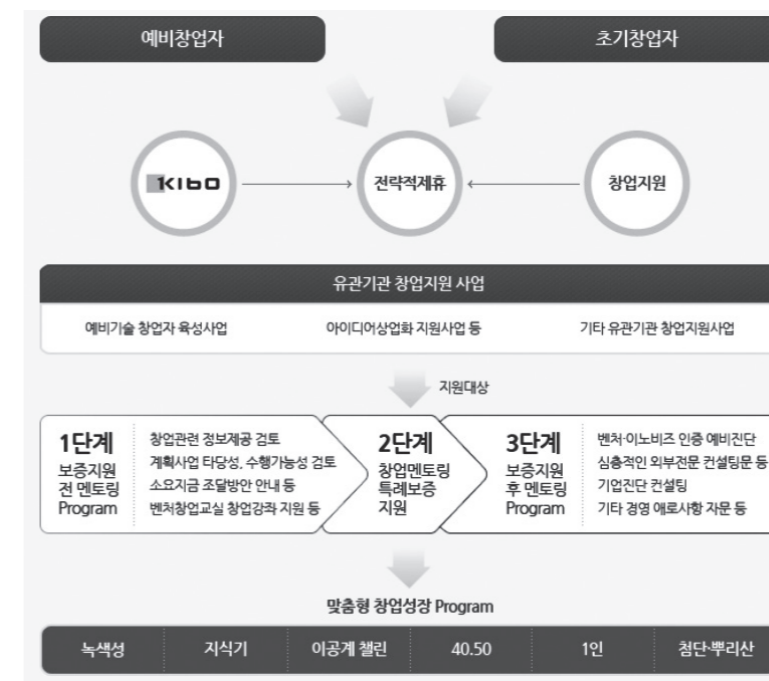 예비창업자
초기창업자
KIBO
전략적제휴
창업지원
유관기관 창업지원 사업
예비기술 창업자 육성사업
아이디어상업화 지원사업 등
기타 유관기관 창업지원사업
지원대상
1단계
보증지원
전 멘토링
Program
창업관련 정보제공 검토
계획사업 타당성, 수행가능성 검토
소요지금 조달방안 안내 등
벤처창업교실 창업강좌 지원 등
2단계
창업멘토링
특례보증
지원
3단계
보증지원
후 멘토링
Program
벤처·이노비즈 인증 예비진단
심층적인 외부전문 컨설팅문 등
기업진단 컨설팅
기타 경영 애로사항 자문 등
맞춤형 창업성장 Program
녹색성
지식기
이공계 챌린
40.50
1인
첨단·뿌리산